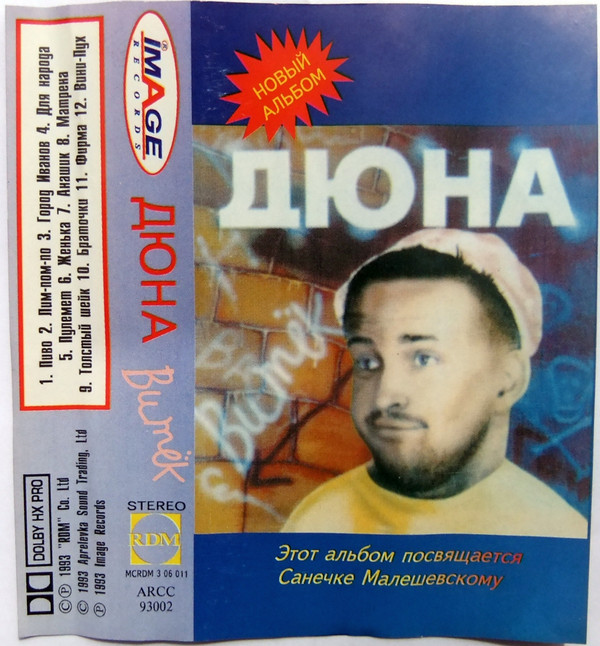 1. Пиво 2. Лим-пом-по 3. Город Иванов 4. Для народа
5. Пулемет 6. Женька 7. Анашик 8. Матрена
9. Толстый шейк 10. Браточки 11. Фирма 12. Вини-Пух
DOLBY HX PRO
© ℗ 1993 "RDM" Co. Ltd
© 1993 Aprelevka Sound Trading, Ltd
℗ 1993 Image Records
IMAGE®
RECORDS
ДЮНА
Витёк
STEREO
RDM
MCRDM 3 06 011
ARCC
93002
НОВЫЙ
АЛЬБОМ
ДЮНА
Витёк
Этот альбом посвящается
Санечке Малешевскому